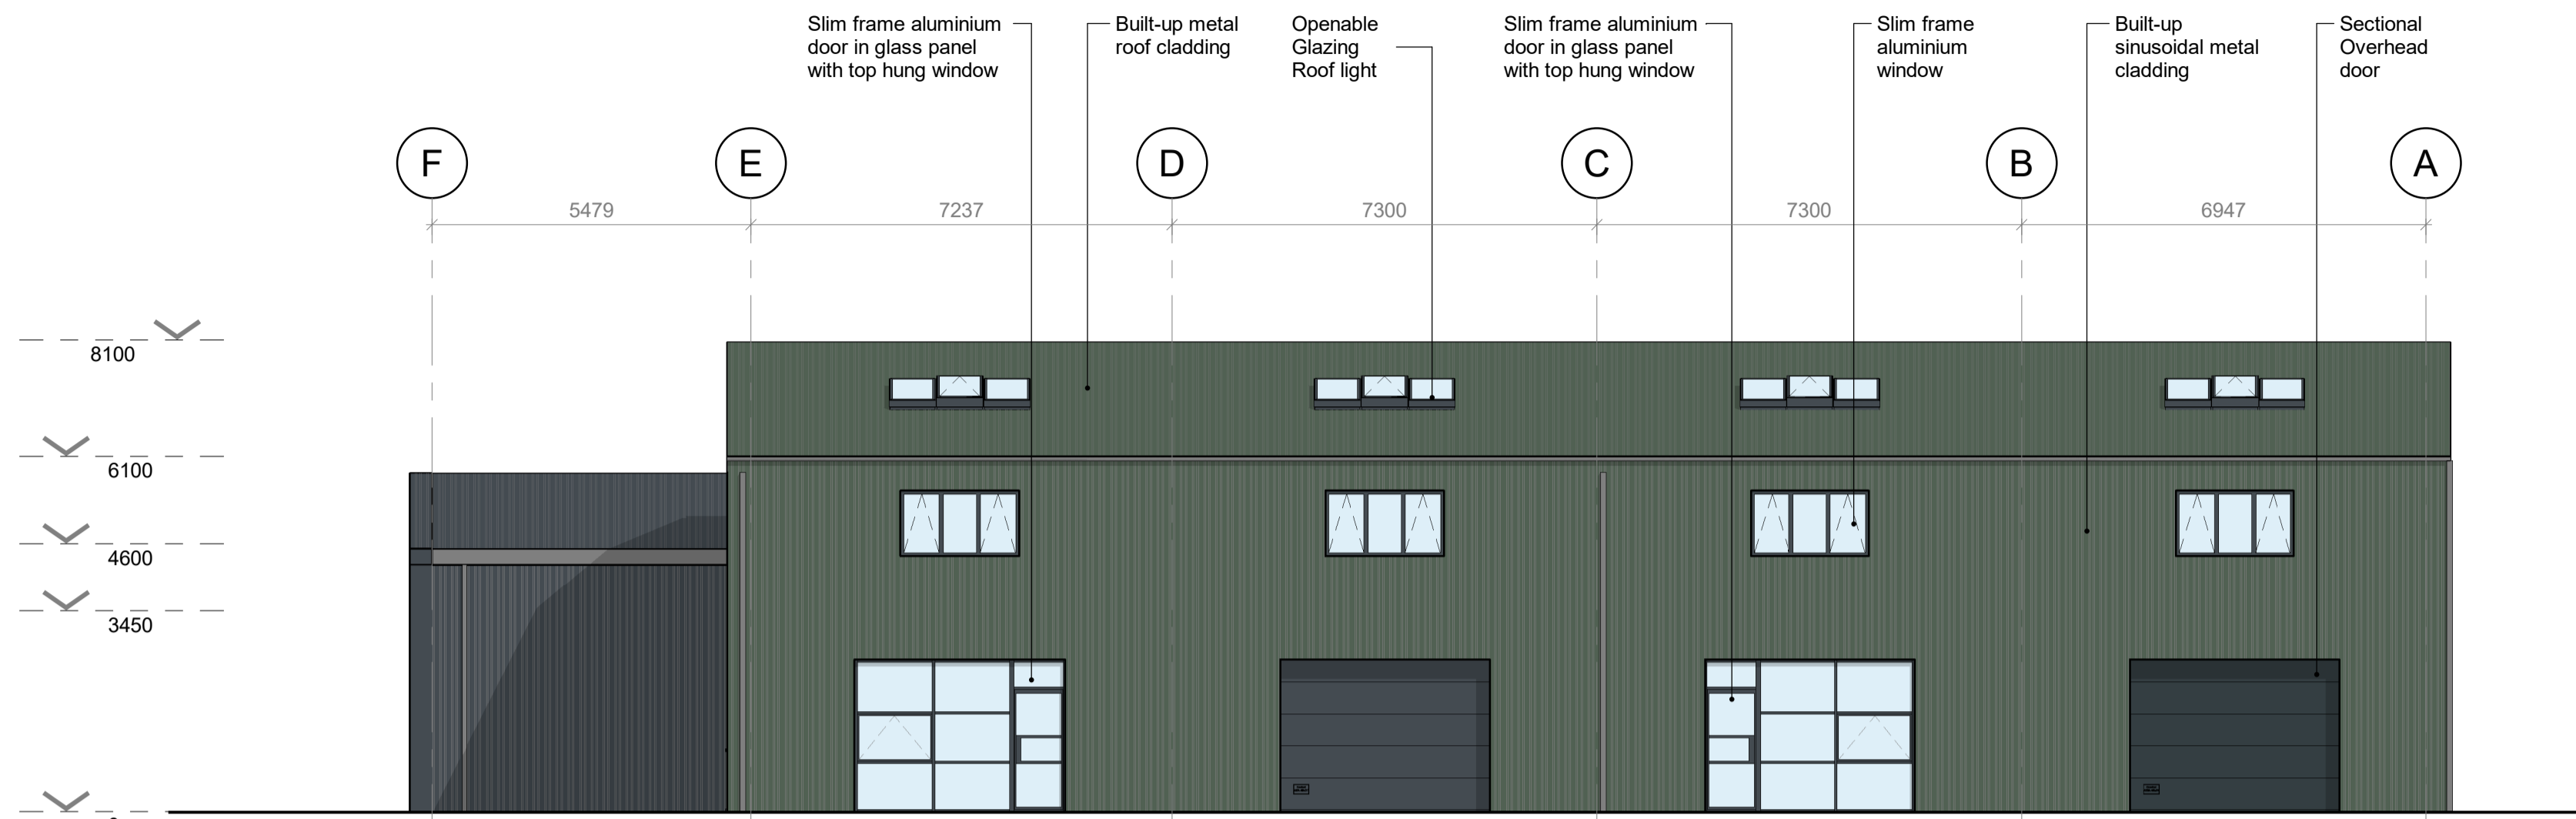 Slim frame aluminium
door in glass panel
with top hung window
Built-up metal
roof cladding
Openable
Glazing
Roof light
Slim frame aluminium
door in glass panel
with top hung window
Slim frame
aluminium
window
Built-up
sinusoidal metal
cladding
Sectional
Overhead
door
F
E
D
C
B
A
5479
7237
7300
7300
6947
8100
6100
4600
3450